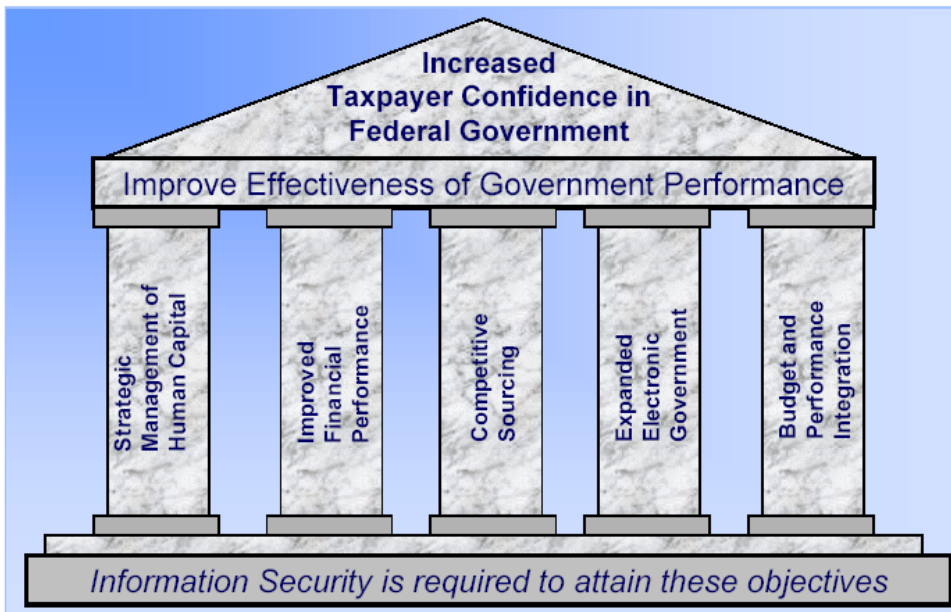 Increased
Taxpayer Confidence in
Federal Government
Improve Effectiveness of Government Performance
Strategic
Management of
Human Capital
Improved
Financial
Performance
Competitive
Sourcing
Expanded
Electronic
Government
Budget and
Performance
Integration
Information Security is required to attain these objectives